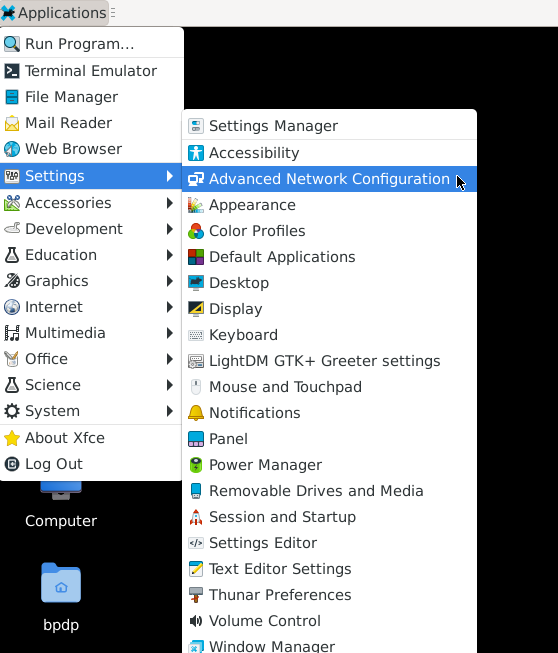 Applications
Run Program...
Terminal Emulator
File Manager
Mail Reader
Web Browser
Settings
Accessories
Development
Education
Graphics
Internet
Multimedia
Office
Science
System
About Xfce
Log Out
Settings Manager
Accessibility
Advanced Network Configuration
Appearance
Color Profiles
Default Applications
Desktop
Display
Keyboard
LightDM GTK+ Greeter settings
Mouse and Touchpad
Notifications
Panel
Power Manager
Removable Drives and Media
Session and Startup
Settings Editor
Text Editor Settings
Thunar Preferences
Volume Control
Window Manager
Computer
bpdp